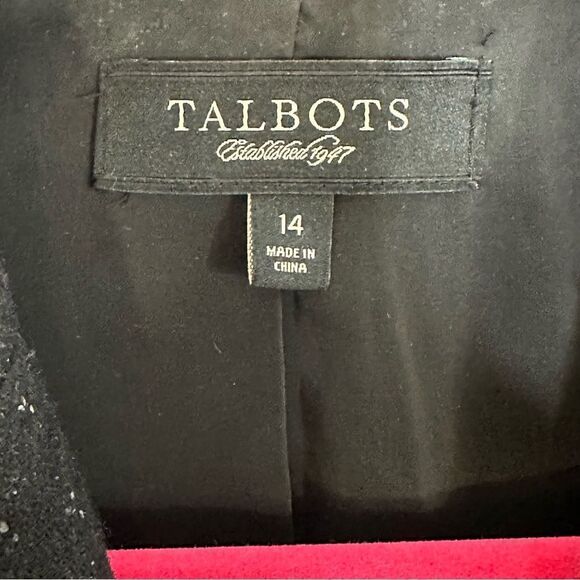 TALBOTS
Established 1947
14
MADE IN
CHINA